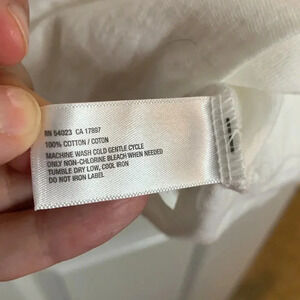 RN 54023 CA 17897
100% COTTON / COTON
MACHINE WASH COLD GENTLE CYCLE
ONLY NON-CHLORINE BLEACH WHEN NEEDED
TUMBLE DRY LOW, COOL IRON
DO NOT IRON LABEL